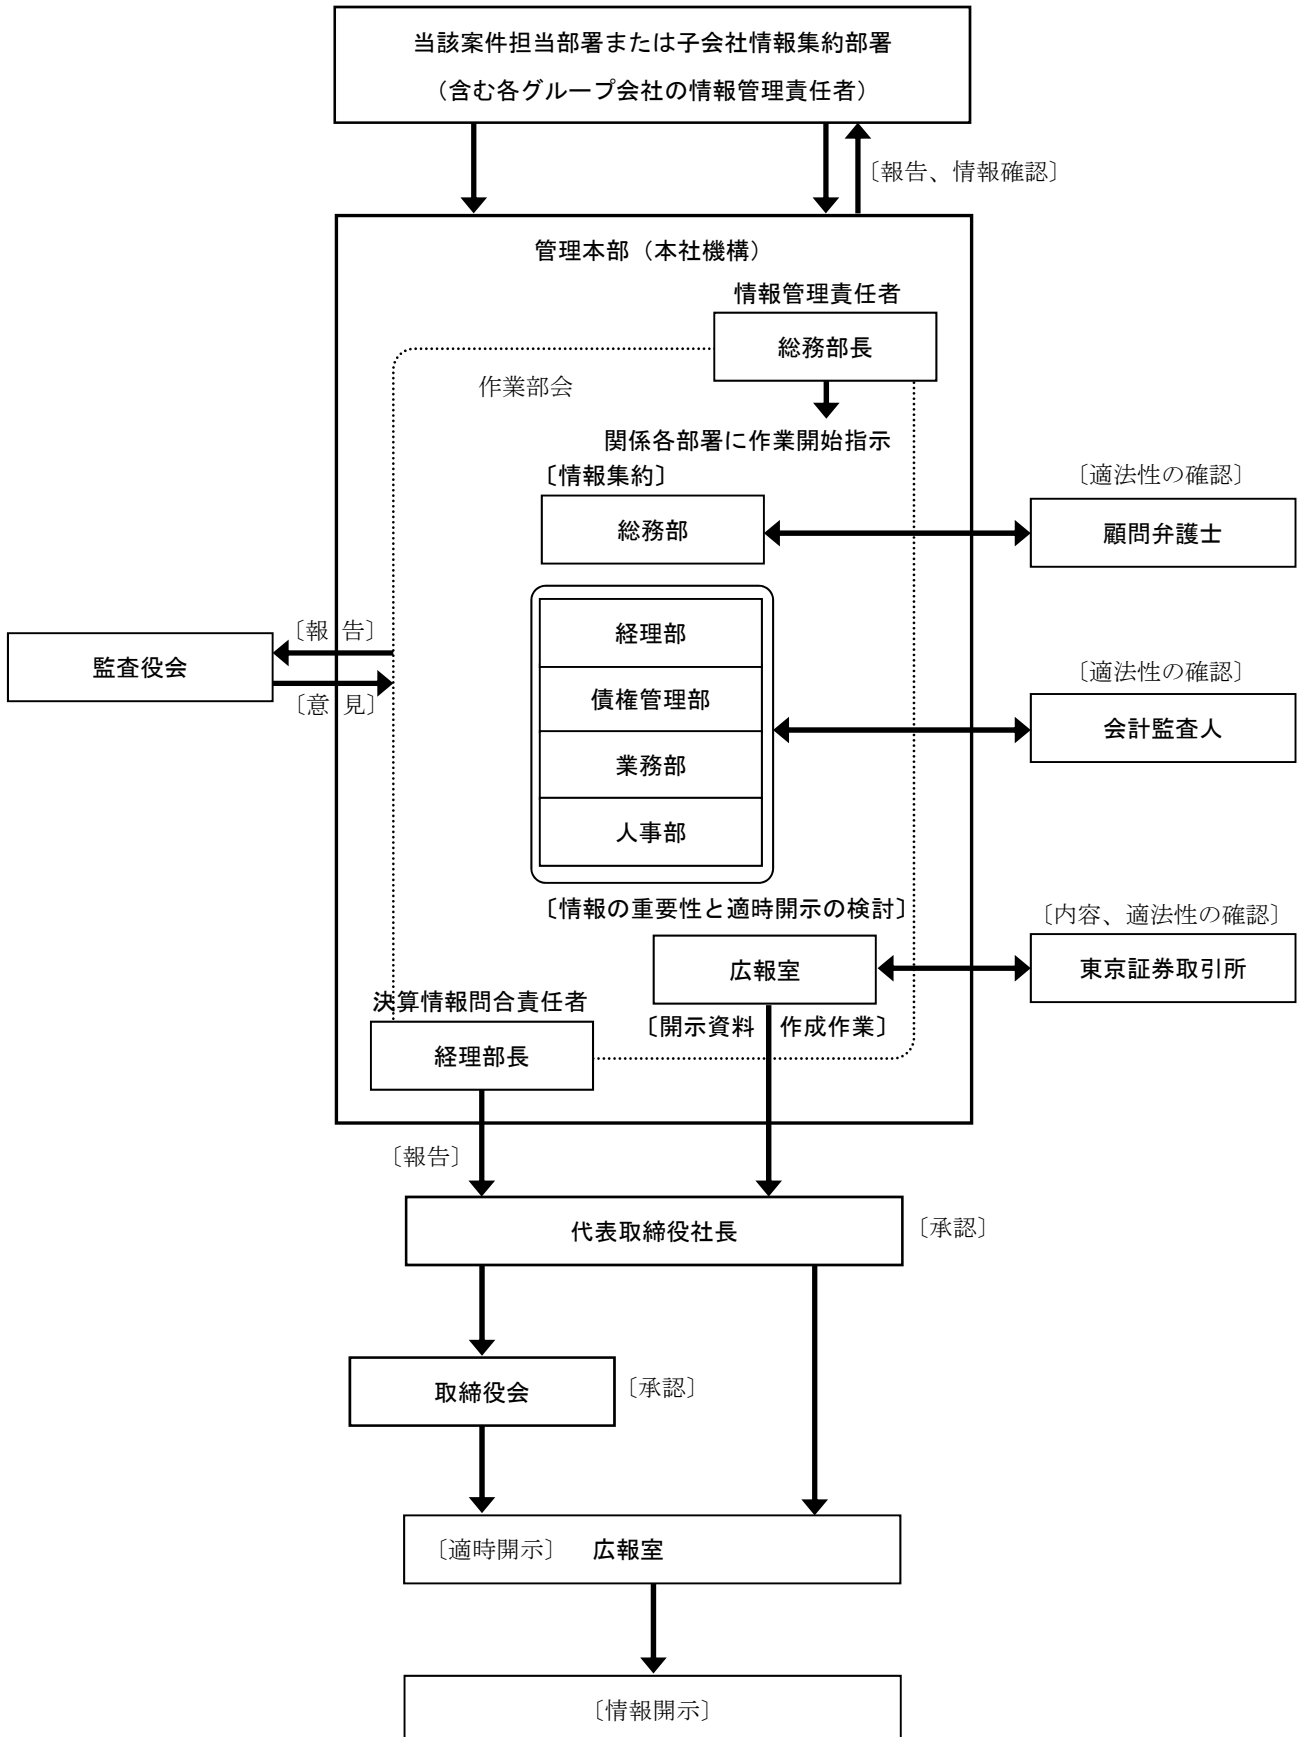 当該案件担当部署または子会社情報集約部署
（含む各グループ会社の情報管理責任者）
〔報告、情報確認〕
管理本部（本社機構）
情報管理責任者
総務部長
作業部会
関係各部署に作業開始指示
〔情報集約〕
総務部
〔適法性の確認〕
顧問弁護士
経理部
債権管理部
業務部
人事部
〔報 告〕
監査役会
〔意 見〕
〔適法性の確認〕
会計監査人
〔情報の重要性と適時開示の検討〕
広報室
〔内容、適法性の確認〕
東京証券取引所
決算情報問合責任者
経理部長
〔開示資料 作成作業〕
〔報告〕
代表取締役社長
〔承認〕
取締役会
〔承認〕
〔適時開示〕 広報室
〔情報開示〕